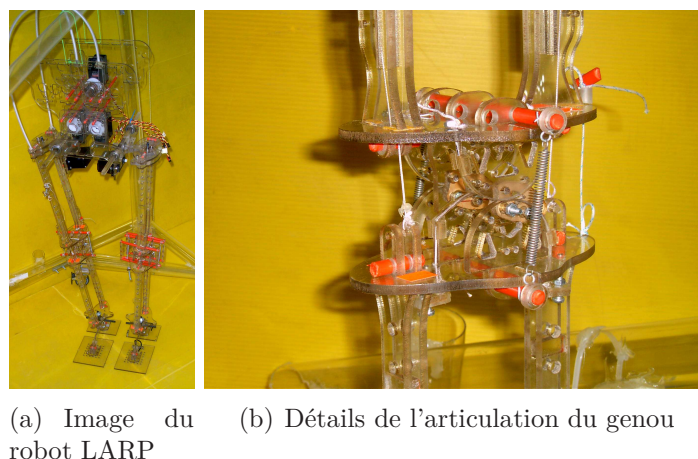 (a) Image du
robot LARP
(b) Détails de l'articulation du genou